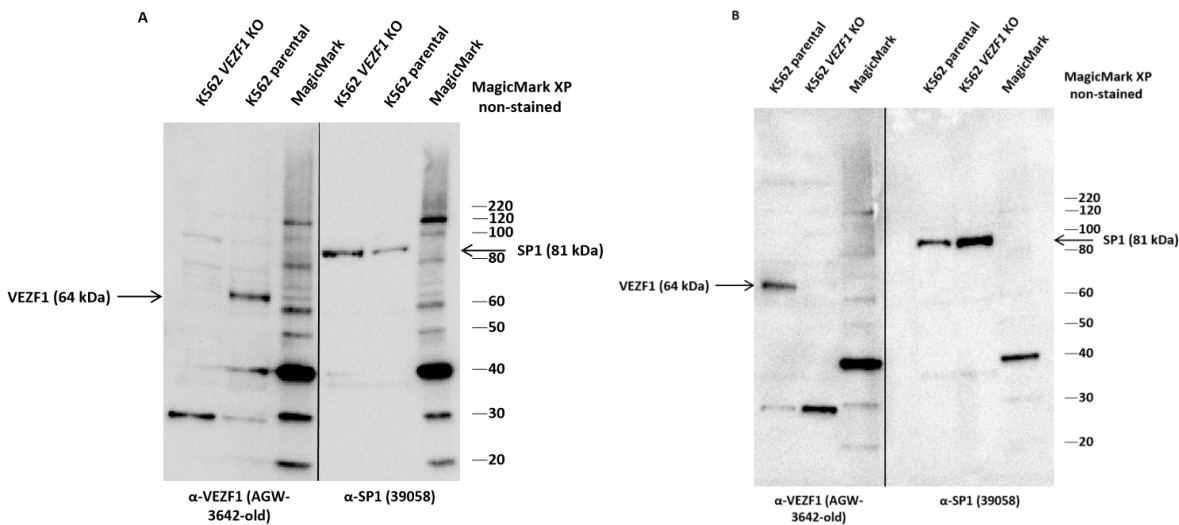 A
K562 VEZF1 KO
K562 parental
MagicMark
K562 VEZF1 KO
K562 parental
MagicMark
MagicMark XP
non-stained
220
120
100
80
60
50
40
30
20
SP1 (81 kDa)
VEZF1 (64 kDa)
α-VEZF1 (AGW-
3642-old)
α-SP1 (39058)
B
K562 parental
K562 VEZF1 KO
MagicMark
K562 parental
K562 VEZF1 KO
MagicMark
MagicMark XP
non-stained
220
120
100
80
60
50
40
30
20
SP1 (81 kDa)
VEZF1 (64 kDa)
α-VEZF1 (AGW-
3642-old)
α-SP1 (39058)